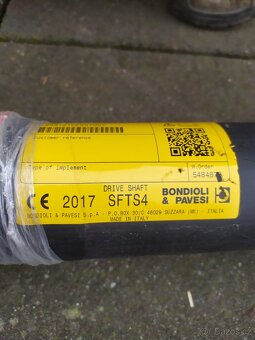 Customer reference
Type of implement
W.Order
DRIVE SHAFT
CE 2017 SFTS4
BONDIOLI & PAVESI
BONDIOLI & PAVESI S.p.A - P.O.BOX 30/C 46029 SUZZARA (MN) - ITALIA
MADE IN ITALY